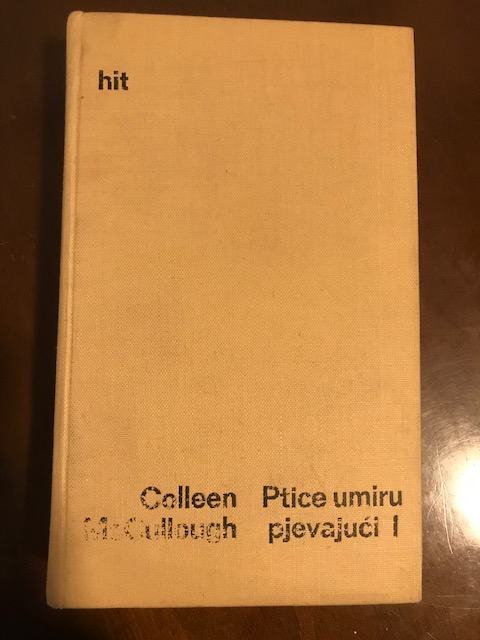 hit
Colleen
McCullough
Ptice umiru
pjevajući I